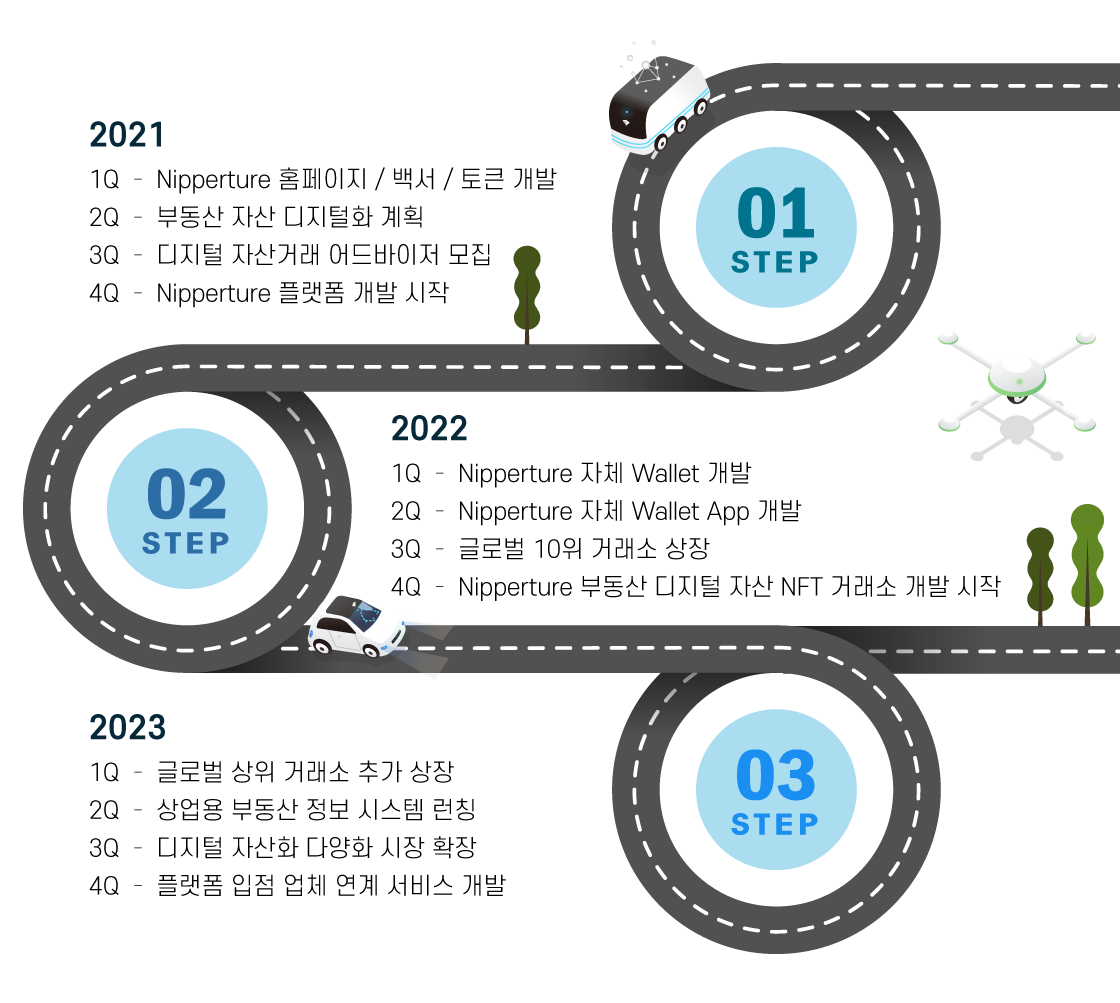 2021
1Q - Nipperture 홈페이지 / 백서 / 토큰 개발
2Q - 부동산 자산 디지털화 계획
3Q - 디지털 자산거래 어드바이저 모집
4Q - Nipperture 플랫폼 개발 시작
01
STEP
2022
1Q - Nipperture 자체 Wallet 개발
2Q - Nipperture 자체 Wallet App 개발
3Q - 글로벌 10위 거래소 상장
4Q - Nipperture 부동산 디지털 자산 NFT 거래소 개발 시작
02
STEP
2023
1Q - 글로벌 상위 거래소 추가 상장
2Q - 상업용 부동산 정보 시스템 런칭
3Q - 디지털 자산화 다양화 시장 확장
4Q - 플랫폼 입점 업체 연계 서비스 개발
03
STEP